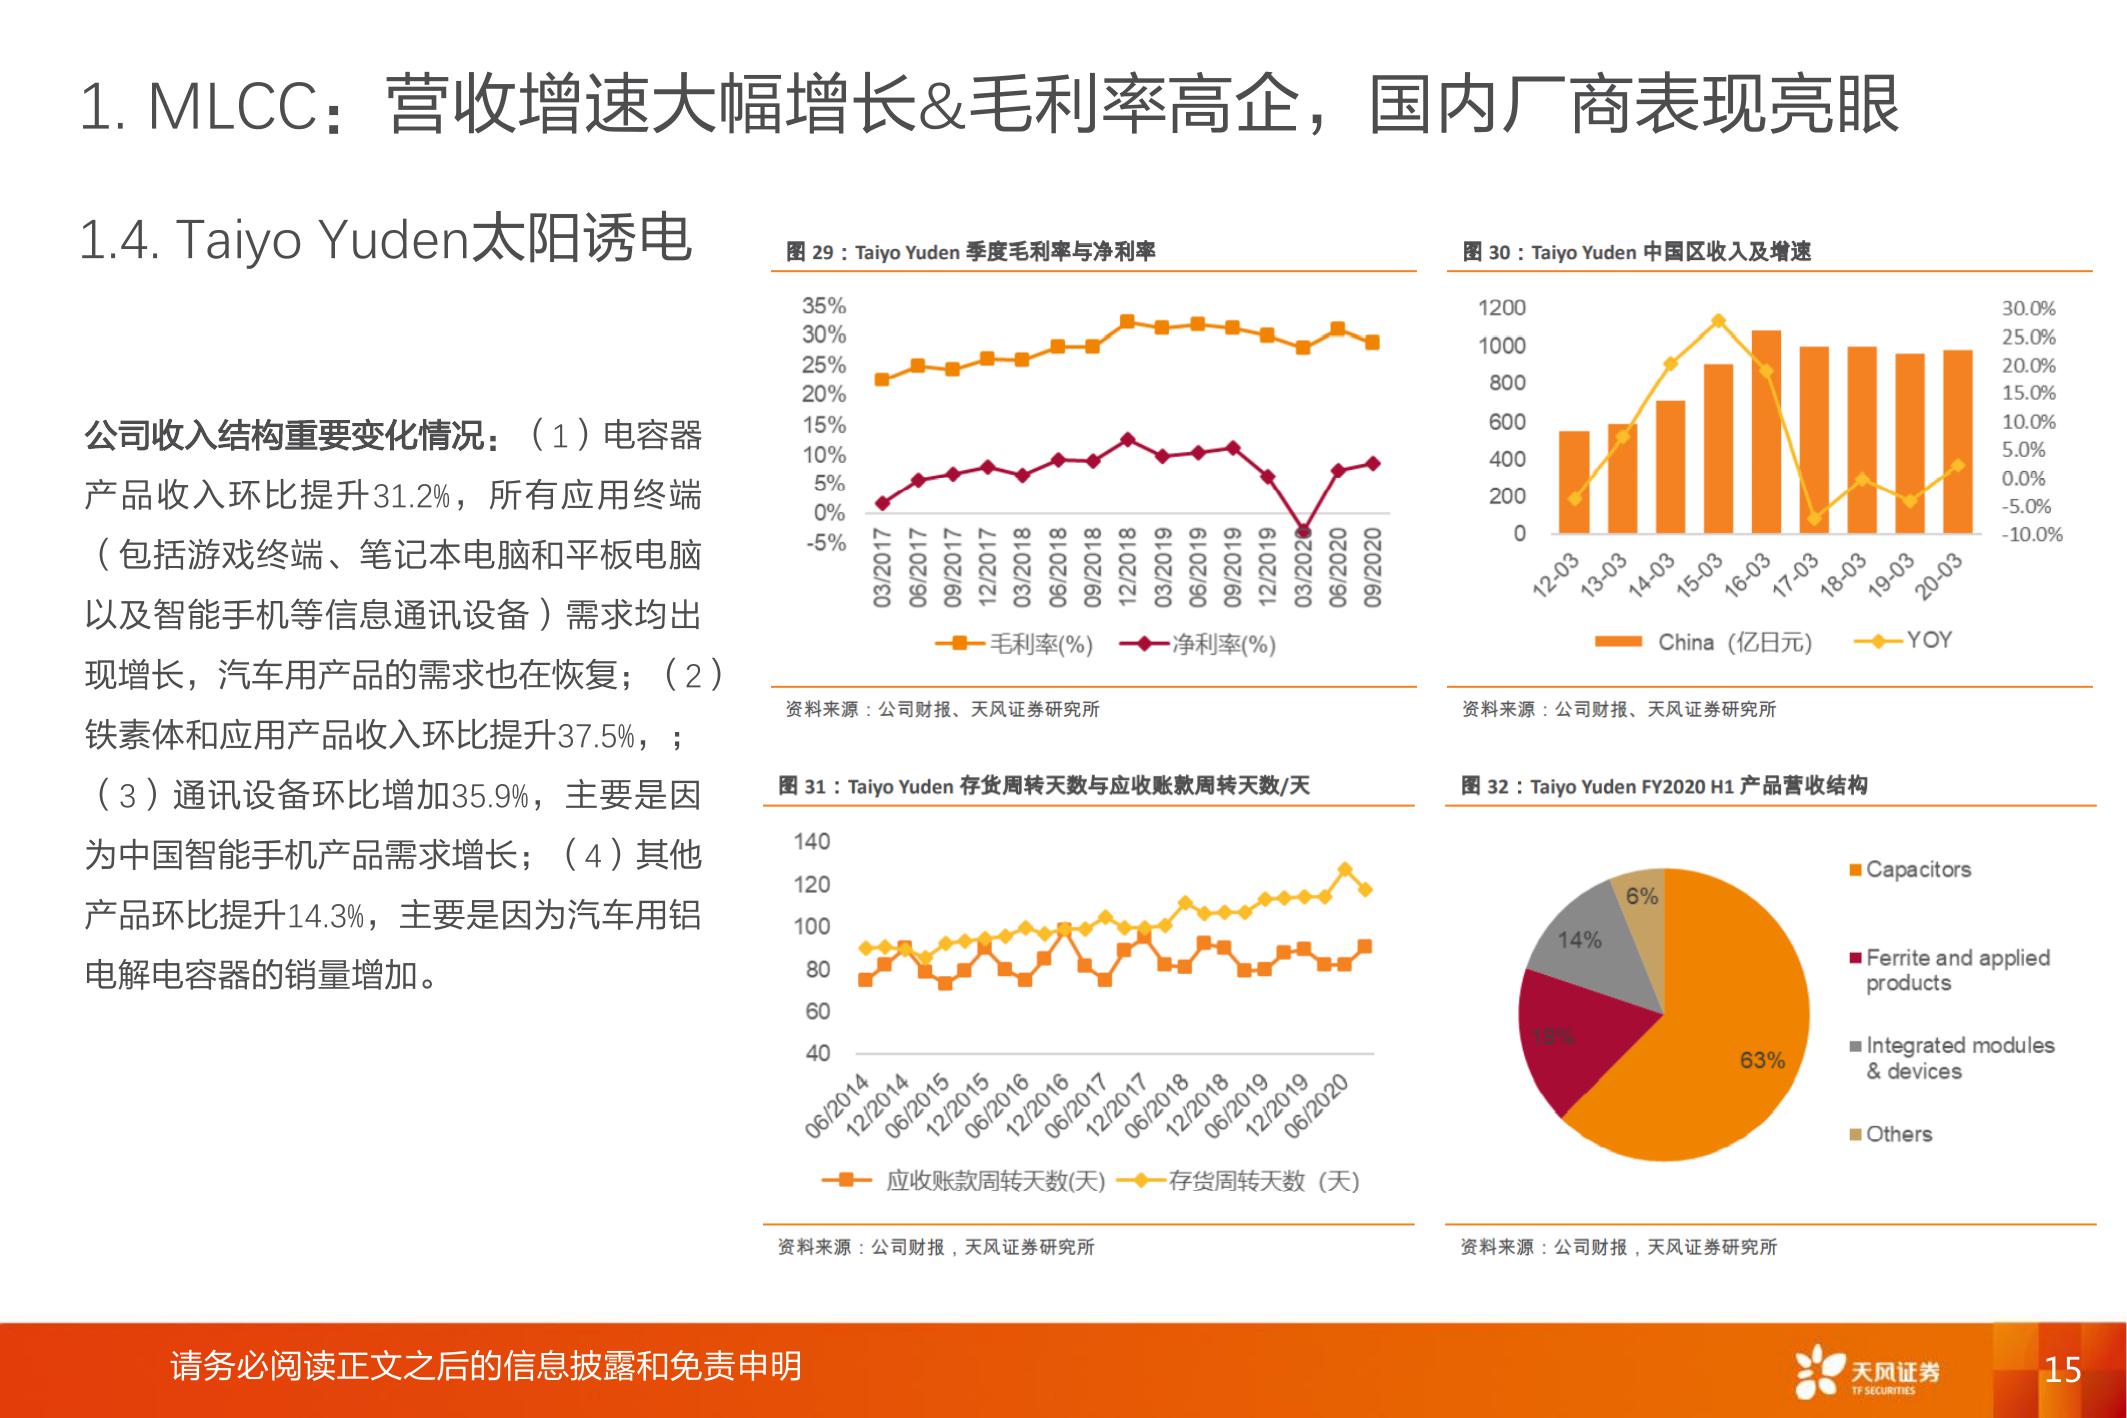 1. MLCC：营收增速大幅增长&毛利率高企，国内厂商表现亮眼
1.4. Taiyo Yuden太阳诱电
公司收入结构重要变化情况：（1）电容器
产品收入环比提升31.2%，所有应用终端
（包括游戏终端、笔记本电脑和平板电脑
以及智能手机等信息通讯设备）需求均出
现增长，汽车用产品的需求也在恢复；（2）
铁素体和应用产品收入环比提升37.5%，；
（3）通讯设备环比增加35.9%，主要是因
为中国智能手机产品需求增长；（4）其他
产品环比提升14.3%，主要是因为汽车用铝
电解电容器的销量增加。
图 29：Taiyo Yuden 季度毛利率与净利率
35%
30%
25%
20%
15%
10%
5%
0%
-5%
03/2017 06/2017 09/2017 12/2017 03/2018 06/2018 09/2018 12/2018 03/2019 06/2019 09/2019 12/2019 03/2020 06/2020 09/2020
毛利率(%) 净利率(%)
资料来源：公司财报、天风证券研究所
图 30：Taiyo Yuden 中国区收入及增速
1200
1000
800
600
400
200
0
30.0%
25.0%
20.0%
15.0%
10.0%
5.0%
0.0%
-5.0%
-10.0%
12-03 13-03 14-03 15-03 16-03 17-03 18-03 19-03 20-03
China（亿日元） YOY
资料来源：公司财报、天风证券研究所
图 31：Taiyo Yuden 存货周转天数与应收账款周转天数/天
140
120
100
80
60
40
06/2014 12/2014 06/2015 12/2015 06/2016 12/2016 06/2017 12/2017 06/2018 12/2018 06/2019 12/2019 06/2020
应收账款周转天数(天) 存货周转天数（天）
资料来源：公司财报，天风证券研究所
图 32：Taiyo Yuden FY2020 H1 产品营收结构
6%
14%
18%
63%
Capacitors
Ferrite and applied
products
Integrated modules
& devices
Others
资料来源：公司财报，天风证券研究所
请务必阅读正文之后的信息披露和免责申明
天风证券
TF SECURITIES
15